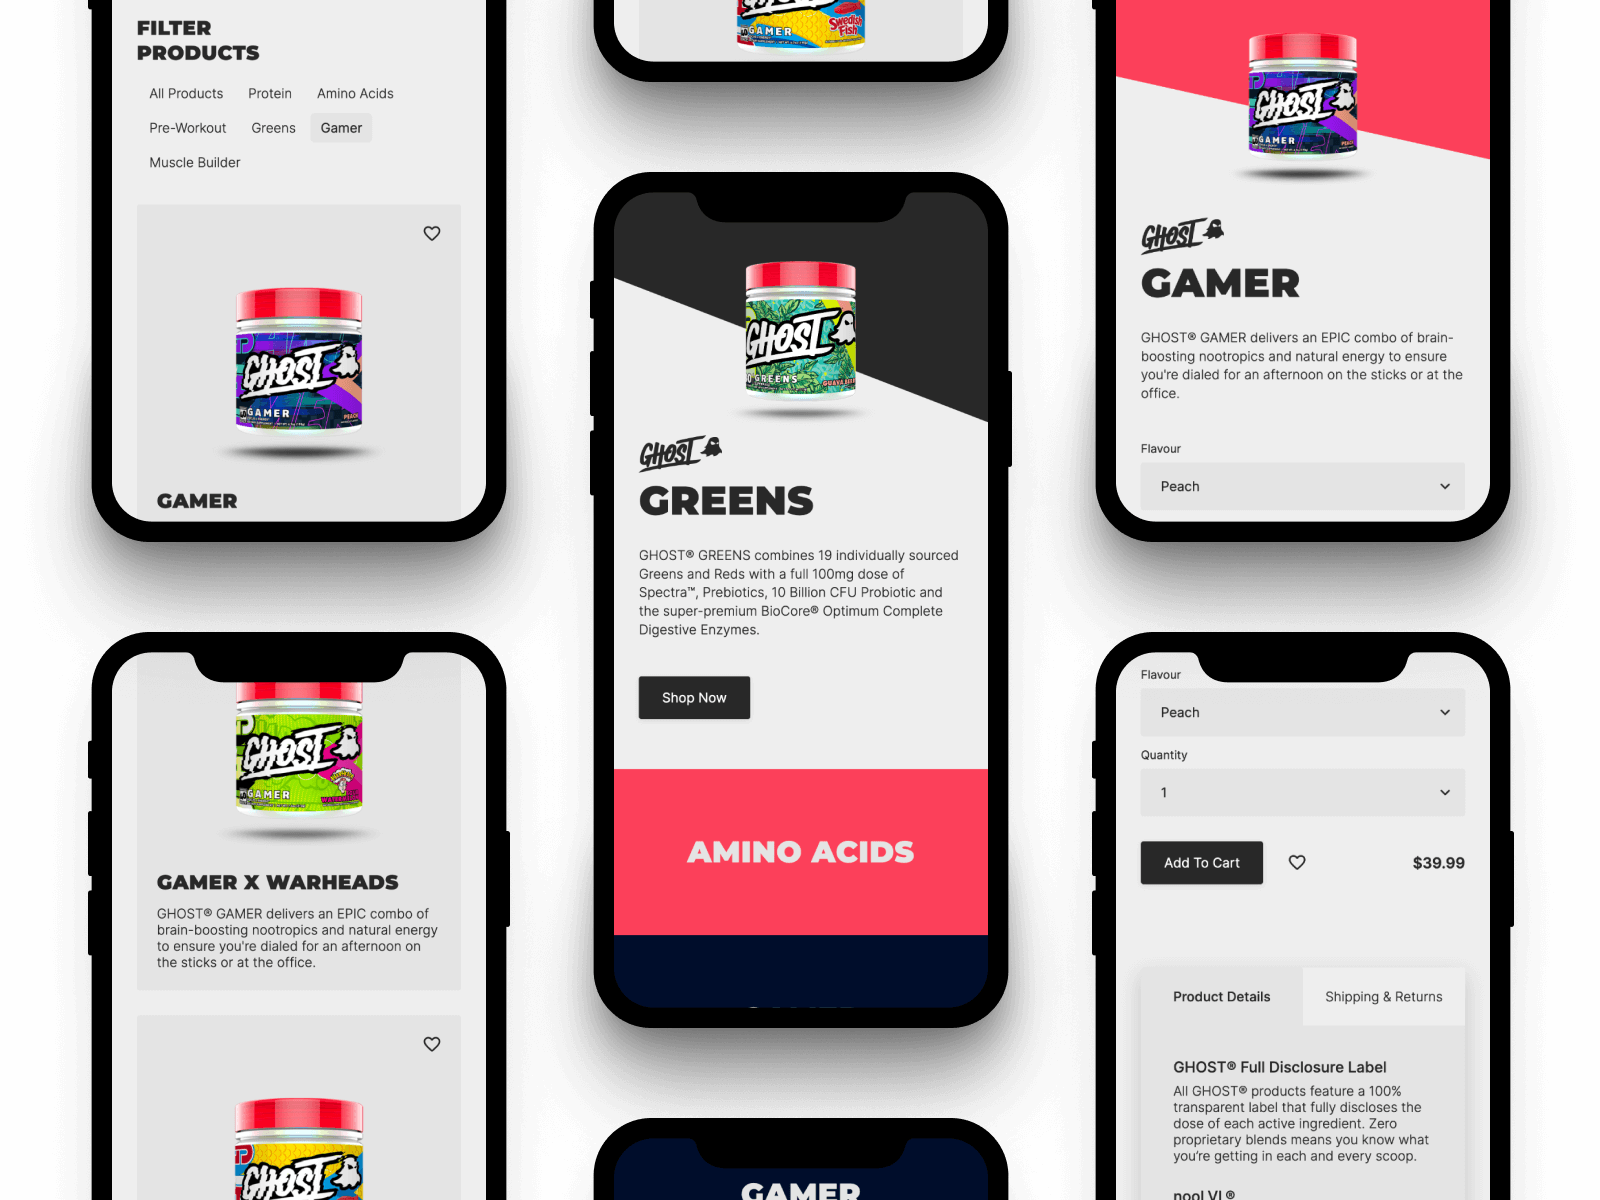 FILTER
PRODUCTS
All Products
Protein
Amino Acids
Pre-Workout
Greens
Gamer
Muscle Builder
GHOST
GAMER
PEACH
GAMER
GHOST
GAMER
WARHEADS
GAMER X WARHEADS
GHOST® GAMER delivers an EPIC combo of
brain-boosting nootropics and natural energy
to ensure you're dialed for an afternoon on
the sticks or at the office.
GHOST
GAMER
Swedish
Fish
GHOST
GREENS
GHOST
GREENS
GHOST® GREENS combines 19 individually sourced
Greens and Reds with a full 100mg dose of
Spectra™, Prebiotics, 10 Billion CFU Probiotic and
the super-premium BioCore® Optimum Complete
Digestive Enzymes.
Shop Now
AMINO ACIDS
GAMER
GHOST
GAMER
GHOST
GAMER
GHOST® GAMER delivers an EPIC combo of brain-
boosting nootropics and natural energy to ensure
you're dialed for an afternoon on the sticks or at the
office.
Flavour
Peach
Flavour
Peach
Quantity
1
Add To Cart
$39.99
Product Details
Shipping & Returns
GHOST® Full Disclosure Label
All GHOST® products feature a 100%
transparent label that fully discloses the
dose of each active ingredient. Zero
proprietary blends means you know what
you're getting in each and every scoop.
nooLVL®